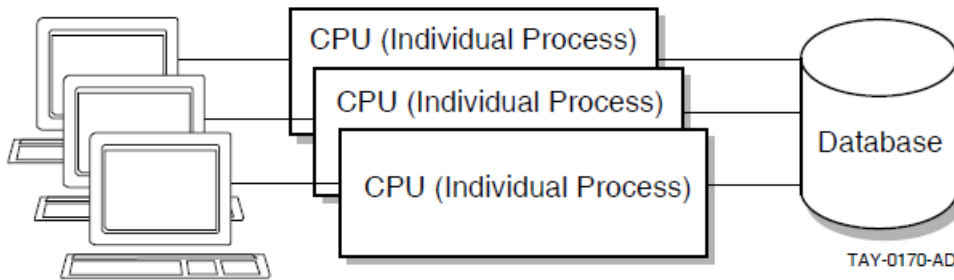 CPU (Individual Process)
CPU (Individual Process)
CPU (Individual Process)
Database
TAY-0170-AD